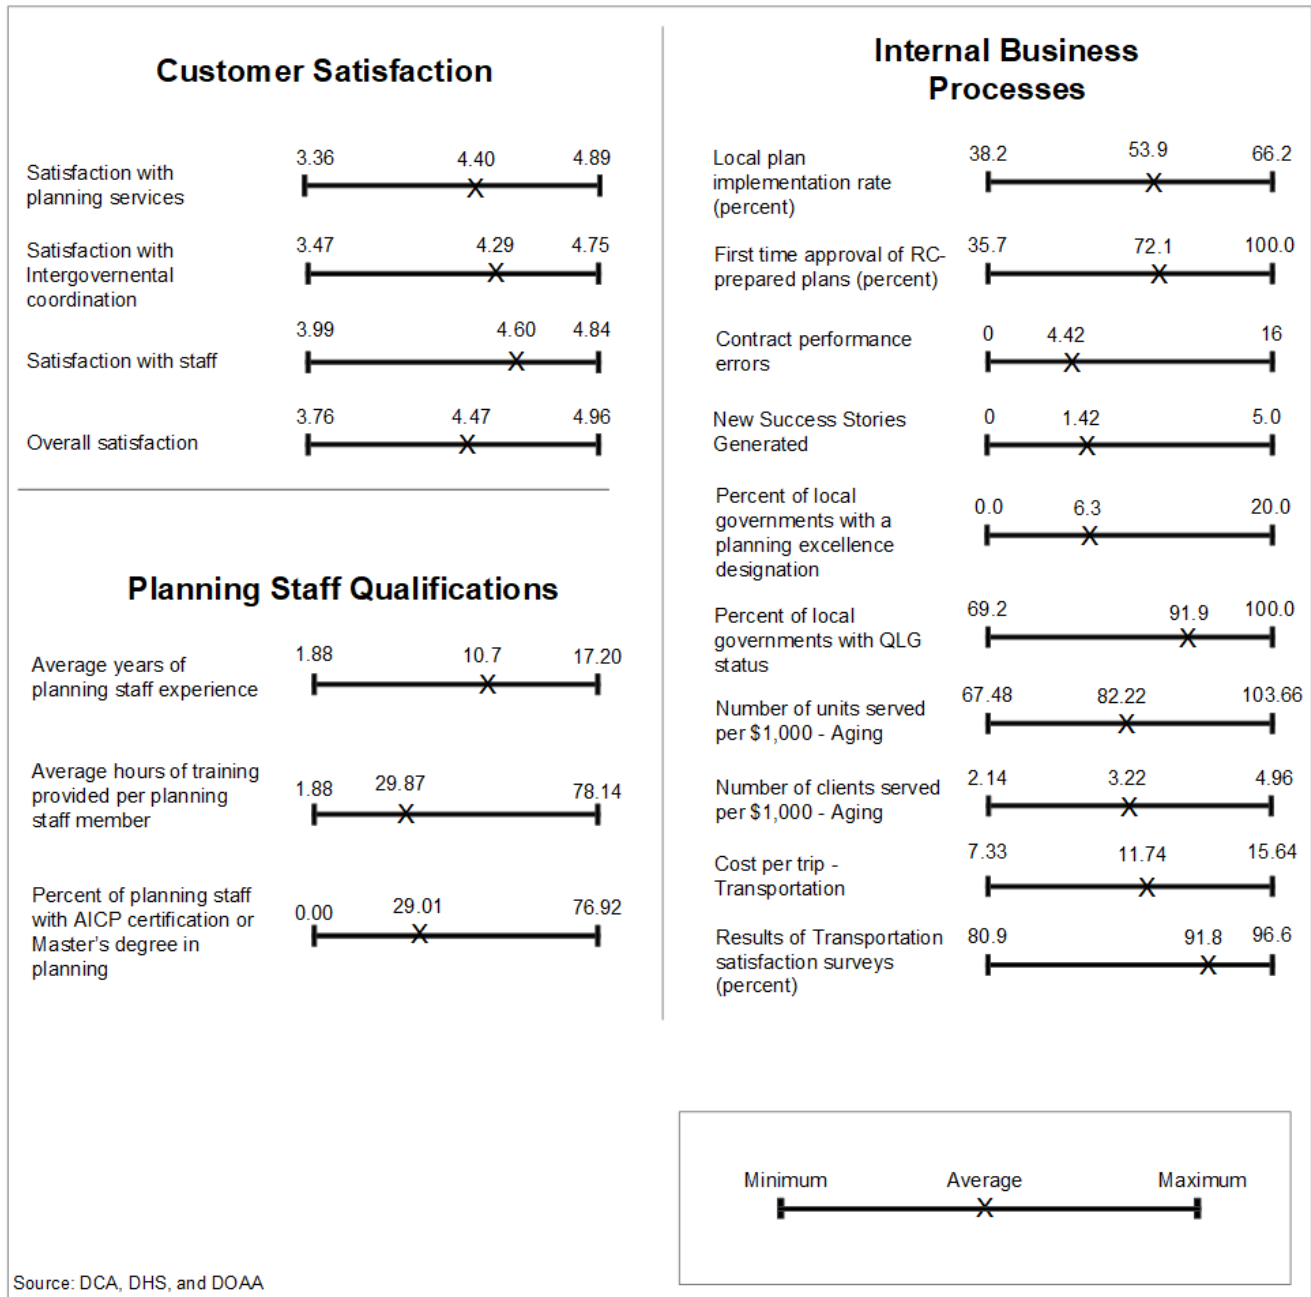 Customer Satisfaction
Satisfaction with
planning services
3.36 4.40 4.89
X
Satisfaction with
Intergovernental
coordination
3.47 4.29 4.75
X
Satisfaction with staff
3.99 4.60 4.84
X
Overall satisfaction
3.76 4.47 4.96
X
Planning Staff Qualifications
Average years of
planning staff experience
1.88 10.7 17.20
X
Average hours of training
provided per planning
staff member
1.88 29.87 78.14
X
Percent of planning staff
with AICP certification or
Master's degree in
planning
0.00 29.01 76.92
X
Internal Business
Processes
Local plan
implementation rate
(percent)
38.2 53.9 66.2
X
First time approval of RC-
prepared plans (percent)
35.7 72.1 100.0
X
Contract performance
errors
0 4.42 16
X
New Success Stories
Generated
0 1.42 5.0
X
Percent of local
governments with a
planning excellence
designation
0.0 6.3 20.0
X
Percent of local
governments with QLG
status
69.2 91.9 100.0
X
Number of units served
per $1,000 - Aging
67.48 82.22 103.66
X
Number of clients served
per $1,000 - Aging
2.14 3.22 4.96
X
Cost per trip -
Transportation
7.33 11.74 15.64
X
Results of Transportation
satisfaction surveys
(percent)
80.9 91.8 96.6
X
Minimum Average Maximum
X
Source: DCA, DHS, and DOAA